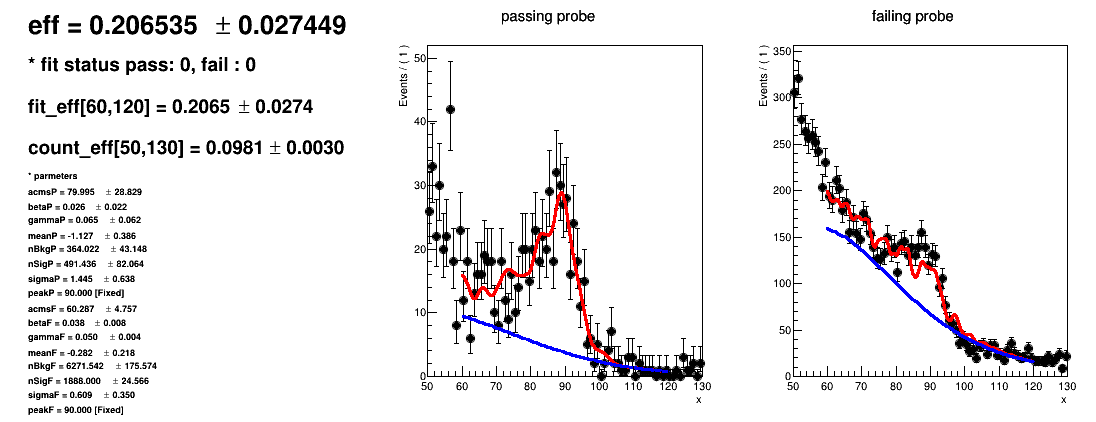 eff = 0.206535 ± 0.027449
* fit status pass: 0, fail : 0
fit_eff[60,120] = 0.2065 ± 0.0274
count_eff[50,130] = 0.0981 ± 0.0030
* parmeters
acmsP = 79.995 ± 28.829
betaP = 0.026 ± 0.022
gammaP = 0.065 ± 0.062
meanP = -1.127 ± 0.386
nBkgP = 364.022 ± 43.148
nSigP = 491.436 ± 82.064
sigmaP = 1.445 ± 0.638
peakP = 90.000 [Fixed]
acmsF = 60.287 ± 4.757
betaF = 0.038 ± 0.008
gammaF = 0.050 ± 0.004
meanF = -0.282 ± 0.218
nBkgF = 6271.542 ± 175.574
nSigF = 1888.000 ± 24.566
sigmaF = 0.609 ± 0.350
peakF = 90.000 [Fixed]
passing probe
Events / ( 1 )
50
40
30
20
10
0
50 60 70 80 90 100 110 120 130
x
failing probe
Events / ( 1 )
350
300
250
200
150
100
50
0
50 60 70 80 90 100 110 120 130
x